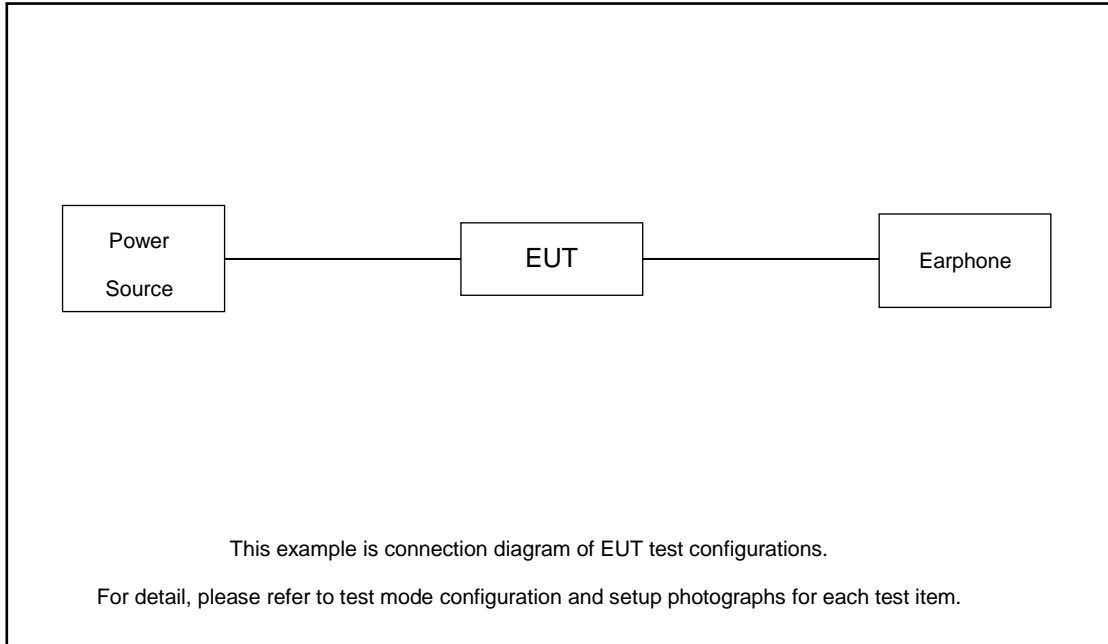 Power
Source
EUT
Earphone
This example is connection diagram of EUT test configurations.
For detail, please refer to test mode configuration and setup photographs for each test item.